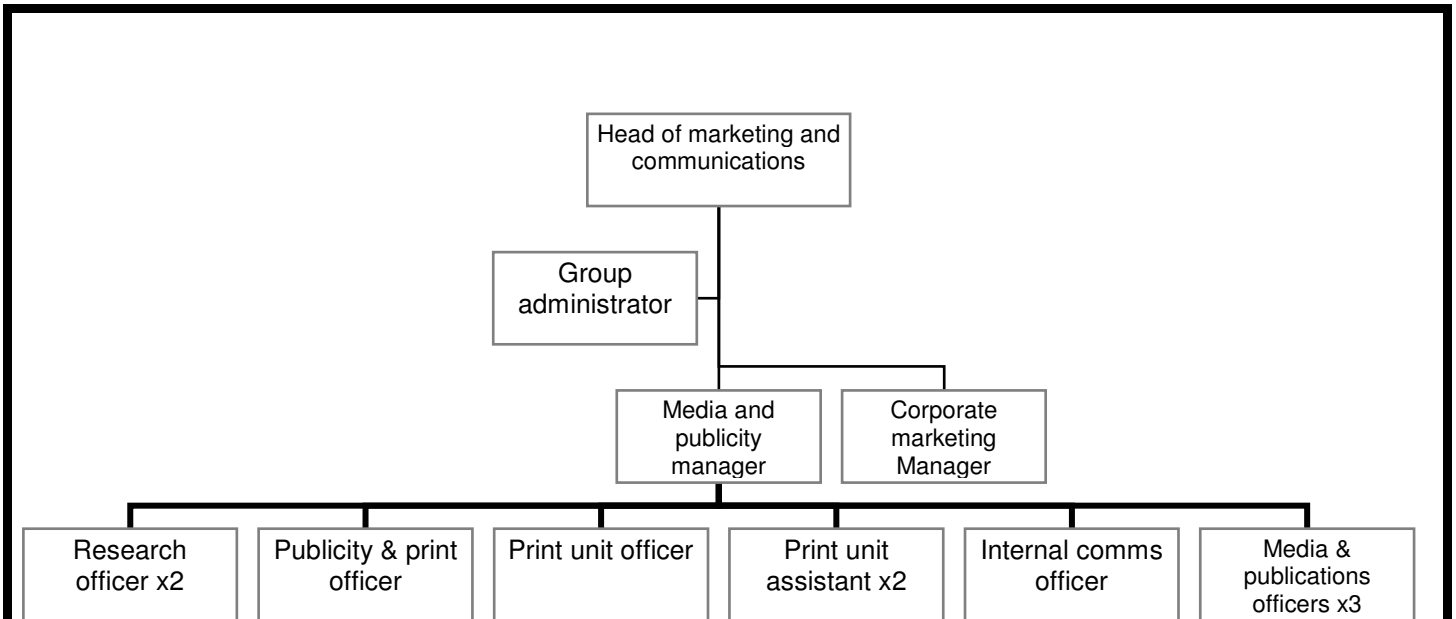 Head of marketing and
communications
Group
administrator
Media and
publicity
manager
Corporate
marketing
Manager
Research
officer x2
Publicity & print
officer
Print unit officer
Print unit
assistant x2
Internal comms
officer
Media &
publications
officers x3